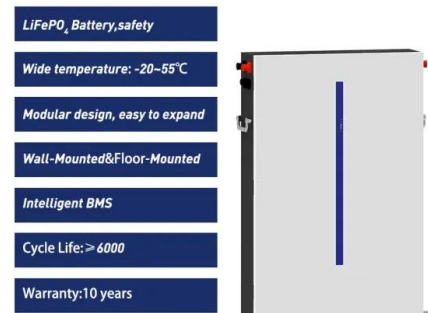 LiFePO₄ Battery,safety
Wide temperature: -20~55℃
Modular design, easy to expand
Wall-Mounted&Floor-Mounted
Intelligent BMS
Cycle Life:≥6000
Warranty:10 years